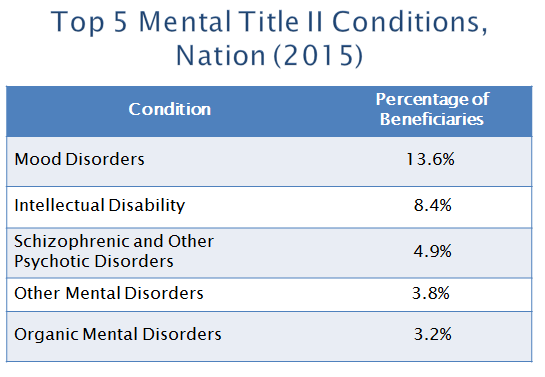 Top 5 Mental Title II Conditions,
Nation (2015)
Condition
Percentage of
Beneficiaries
Mood Disorders 13.6%
Intellectual Disability 8.4%
Schizophrenic and Other
Psychotic Disorders 4.9%
Other Mental Disorders 3.8%
Organic Mental Disorders 3.2%